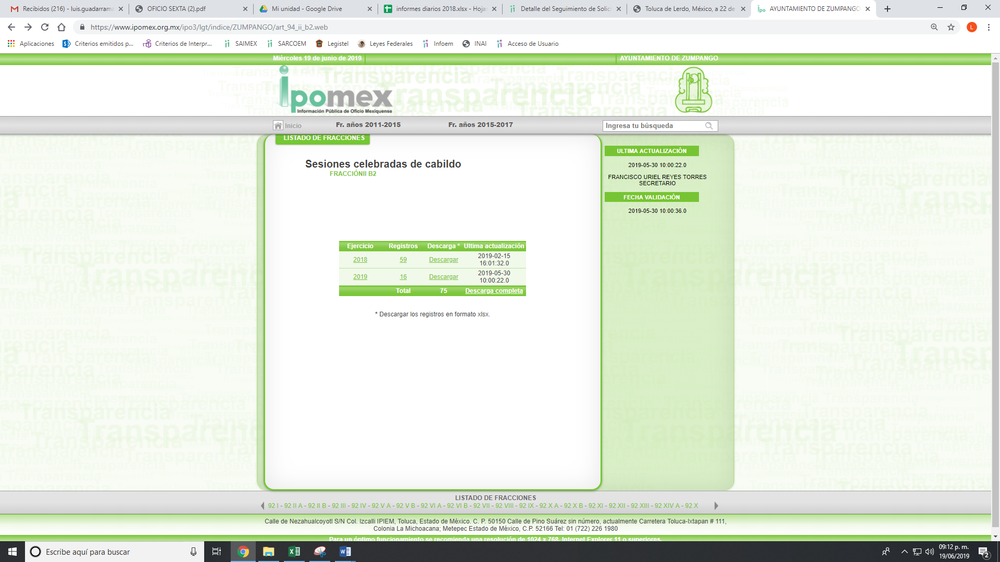 Recibidos (216) - luis.guadarrama
OFICIO SEXTA (2).pdf
Mi unidad - Google Drive
informes diarios 2018.xlsx - Hoja
Detalle del Seguimiento de Solici
Toluca de Lerdo, México, a 22 de
AYUNTAMIENTO DE ZUMPANGO
https://www.ipomex.org.mx/ipo3/lgt/indice/ZUMPANGO/art_94_ii_b2.web
L
Aplicaciones
Criterios emitidos p...
Criterios de Interpr...
SAIMEX
SARCOEM
Legistel
Leyes Federales
Infoem
INAI
Acceso de Usuario
Miércoles 19 de junio de 2019
AYUNTAMIENTO DE ZUMPANGO
ipomex
Información Pública de Oficio Mexiquense
Transparencia
Inicio
Fr. años 2011-2015
Fr. años 2015-2017
Ingresa tu búsqueda
LISTADO DE FRACCIONES
Sesiones celebradas de cabildo
FRACCIÓNII B2
ULTIMA ACTUALIZACIÓN
2019-05-30 10:00:22.0
FRANCISCO URIEL REYES TORRES
SECRETARIO
FECHA VALIDACIÓN
2019-05-30 10:00:36.0
Ejercicio Registros Descarga * Ultima actualización
2018 59 Descargar 2019-02-15 16:01:32.0
2019 16 Descargar 2019-05-30 10:00:22.0
Total 75 Descarga completa
* Descargar los registros en formato xlsx.
LISTADO DE FRACCIONES
92 I - 92 II A - 92 II B - 92 III - 92 IV - 92 V A - 92 V B - 92 VI A - 92 VI B - 92 VII - 92 VIII - 92 IX - 92 X A - 92 X B - 92 XI - 92 XII - 92 XIII - 92 XIV A - 92 X
Calle de Nezahualcoyotl S/N Col. Izcalli IPIEM, Toluca, Estado de México. C. P. 50150 Calle de Pino Suárez sin número, actualmente Carretera Toluca-Ixtapan # 111,
Colonia La Michoacana; Metepec Estado de México, C.P. 52166 Tel: 01 (722) 226 1980
Para un óptimo funcionamiento se recomienda una resolución de 1024 x 768. Internet Explorer 11 o superiores.
Escribe aquí para buscar
09:12 p. m.
19/06/2019
2